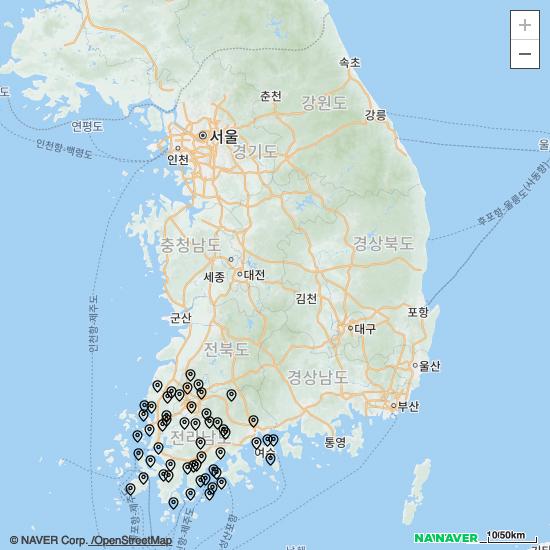 속초
춘천
강원도
강릉
도
연평도
서울
인천
경기도
인천항-백령도
울
후포항-울릉도(사동항)
충청남도
경상북도
세종
대전
김천
인천항-제주도
포항
군산
대구
전북도
울산
경상남도
부산
전라남도
여수
통영
성산포항
© NAVER Corp. /OpenStreetMap
NAVER
10/50km